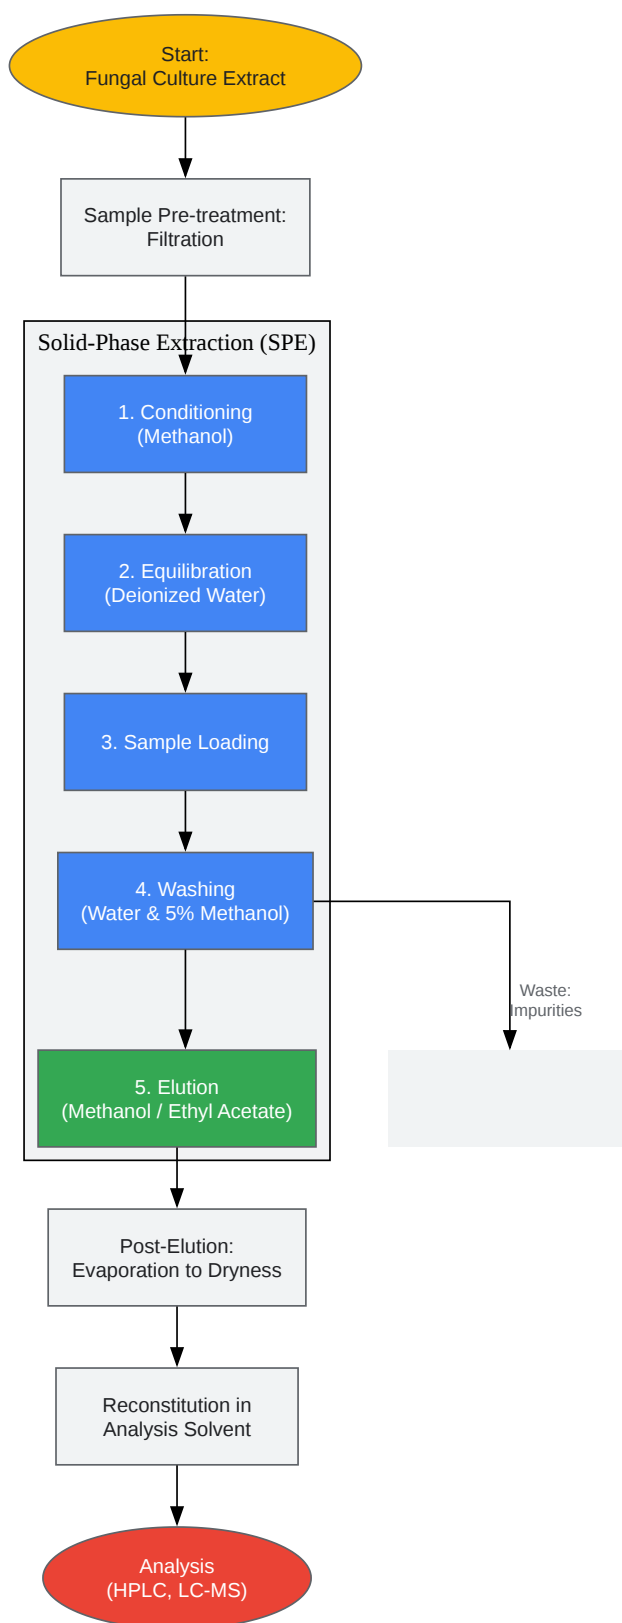 Start:
Fungal Culture Extract
Sample Pre-treatment:
Filtration
Solid-Phase Extraction (SPE)
1. Conditioning
(Methanol)
2. Equilibration
(Deionized Water)
3. Sample Loading
4. Washing
(Water & 5% Methanol)
Waste:
Impurities
5. Elution
(Methanol / Ethyl Acetate)
Post-Elution:
Evaporation to Dryness
Reconstitution in
Analysis Solvent
Analysis
(HPLC, LC-MS)